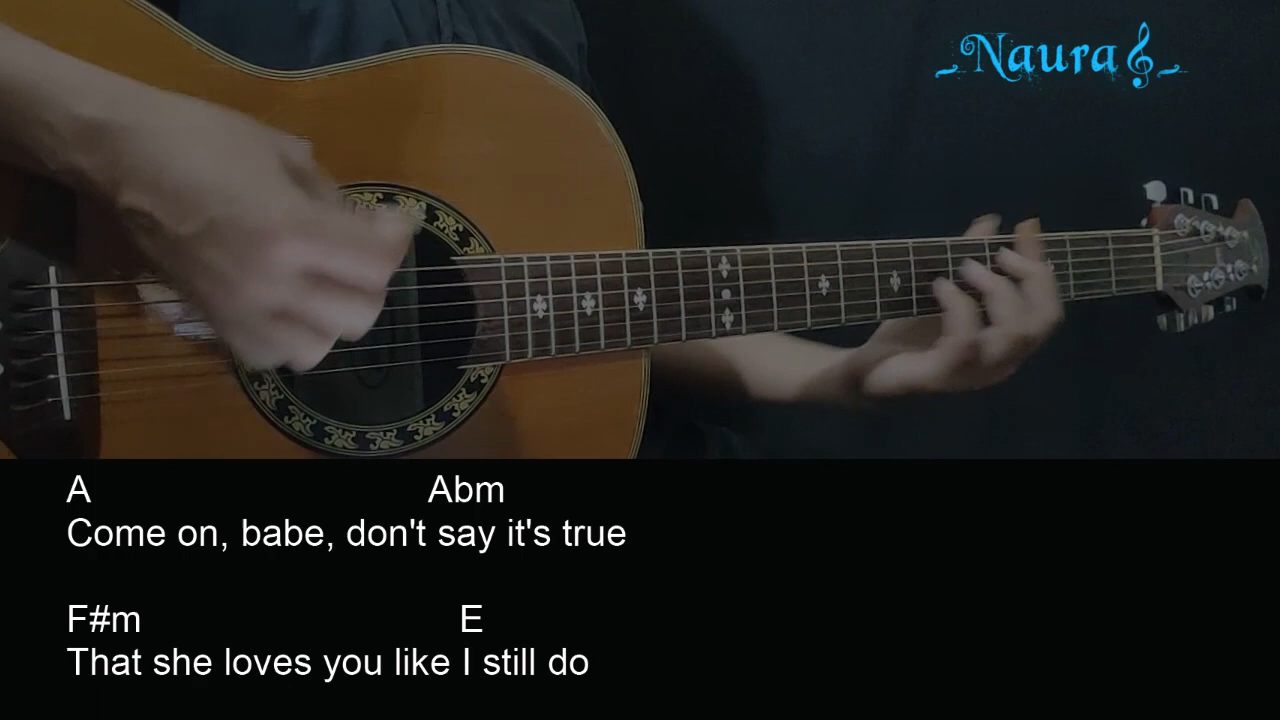 Naura
A Abm
Come on, babe, don't say it's true
F#m E
That she loves you like I still do